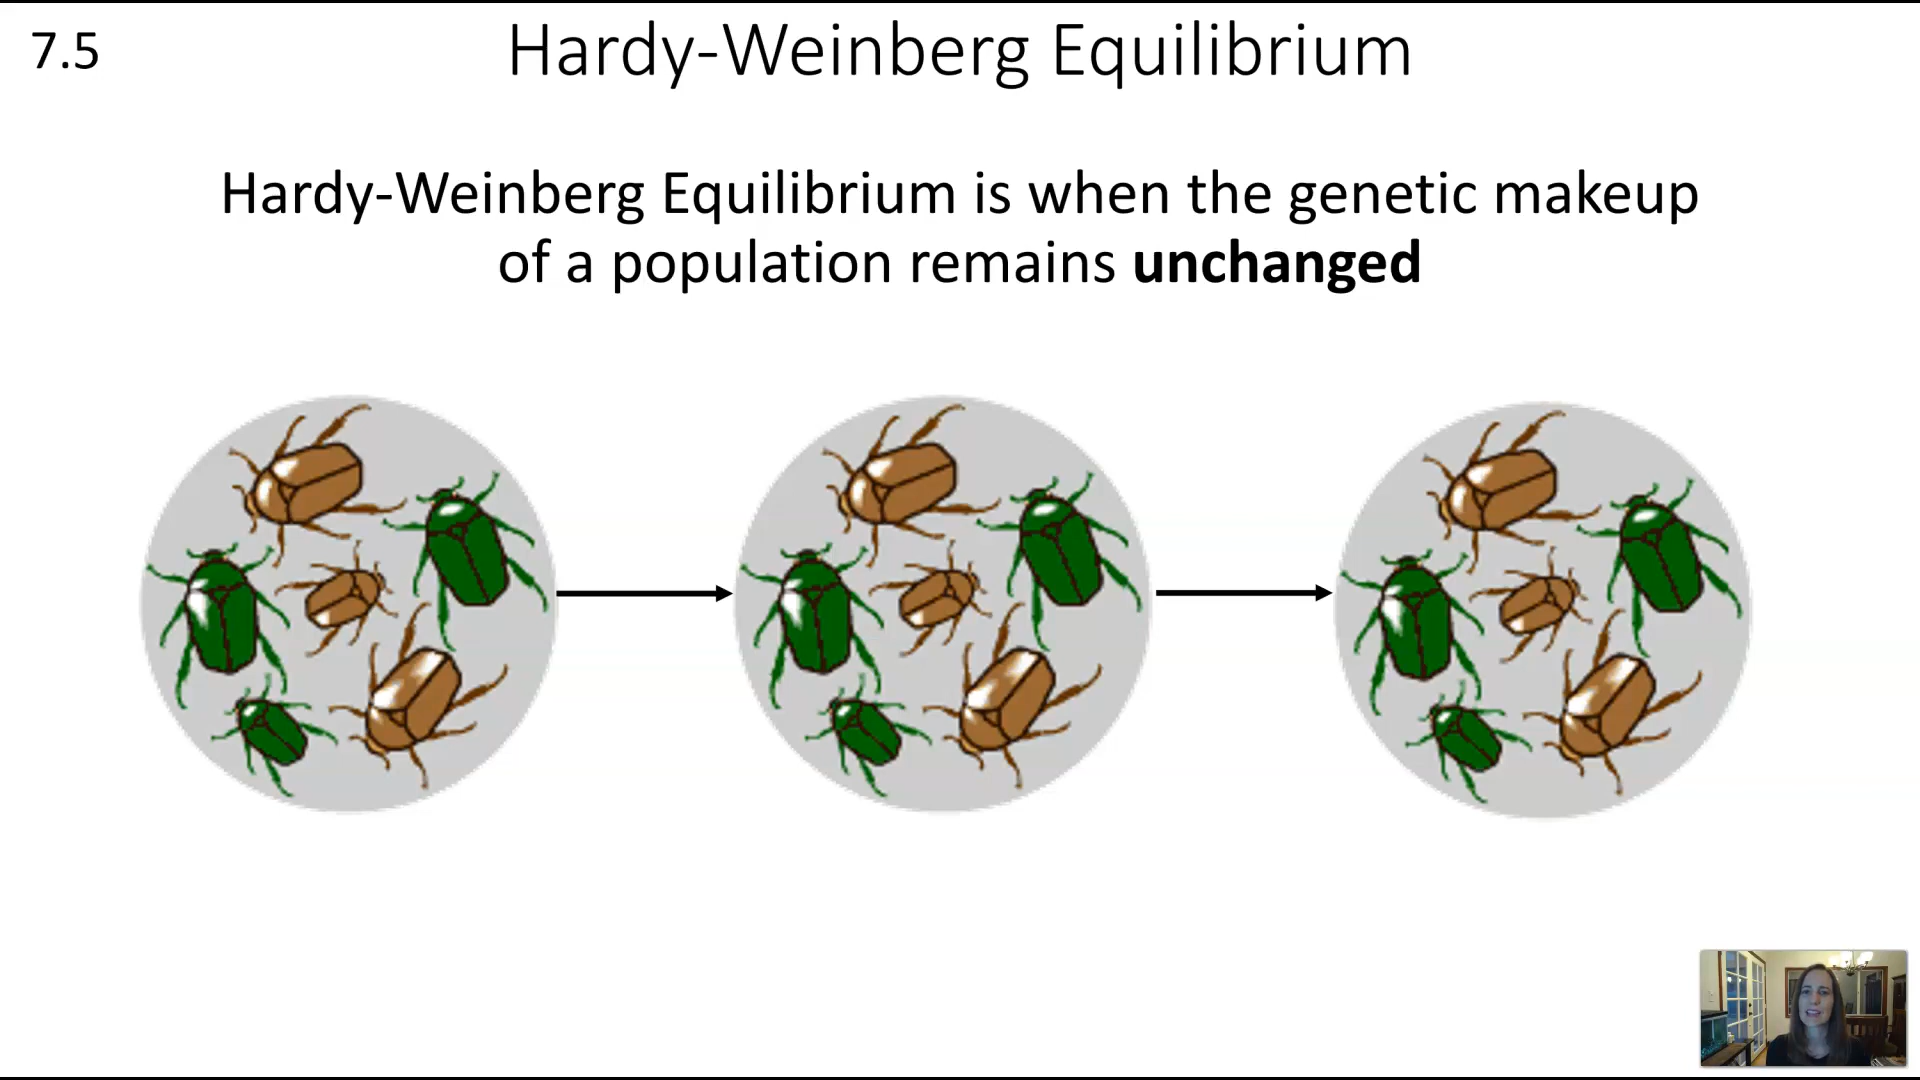 7.5
Hardy-Weinberg Equilibrium
Hardy-Weinberg Equilibrium is when the genetic makeup
of a population remains unchanged